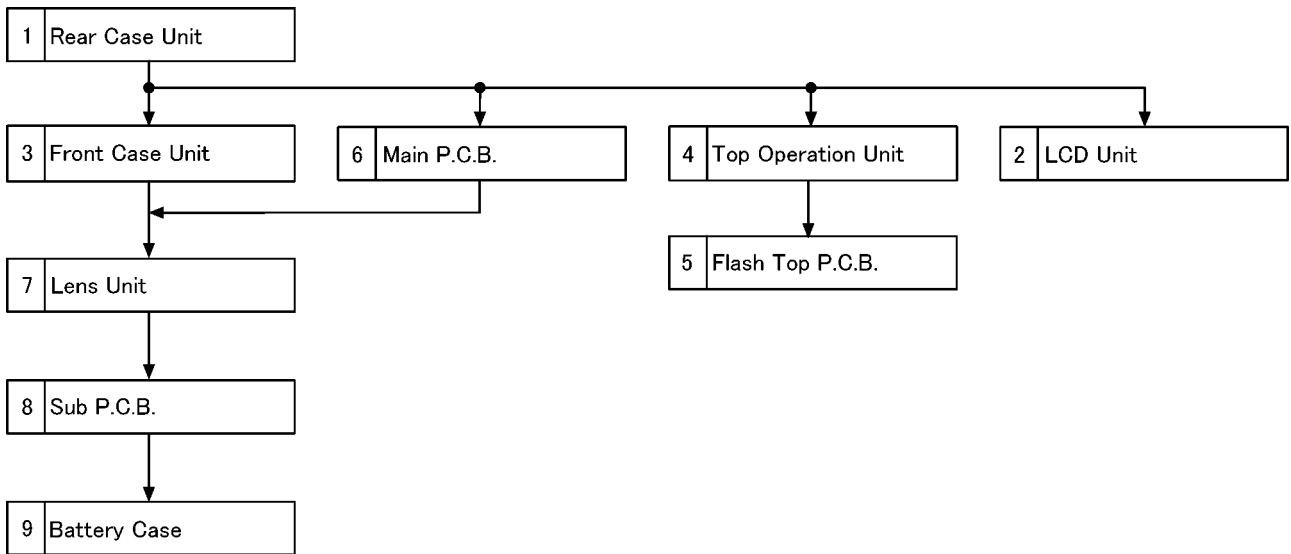 1 Rear Case Unit
3 Front Case Unit
6 Main P.C.B.
4 Top Operation Unit
2 LCD Unit
5 Flash Top P.C.B.
7 Lens Unit
8 Sub P.C.B.
9 Battery Case